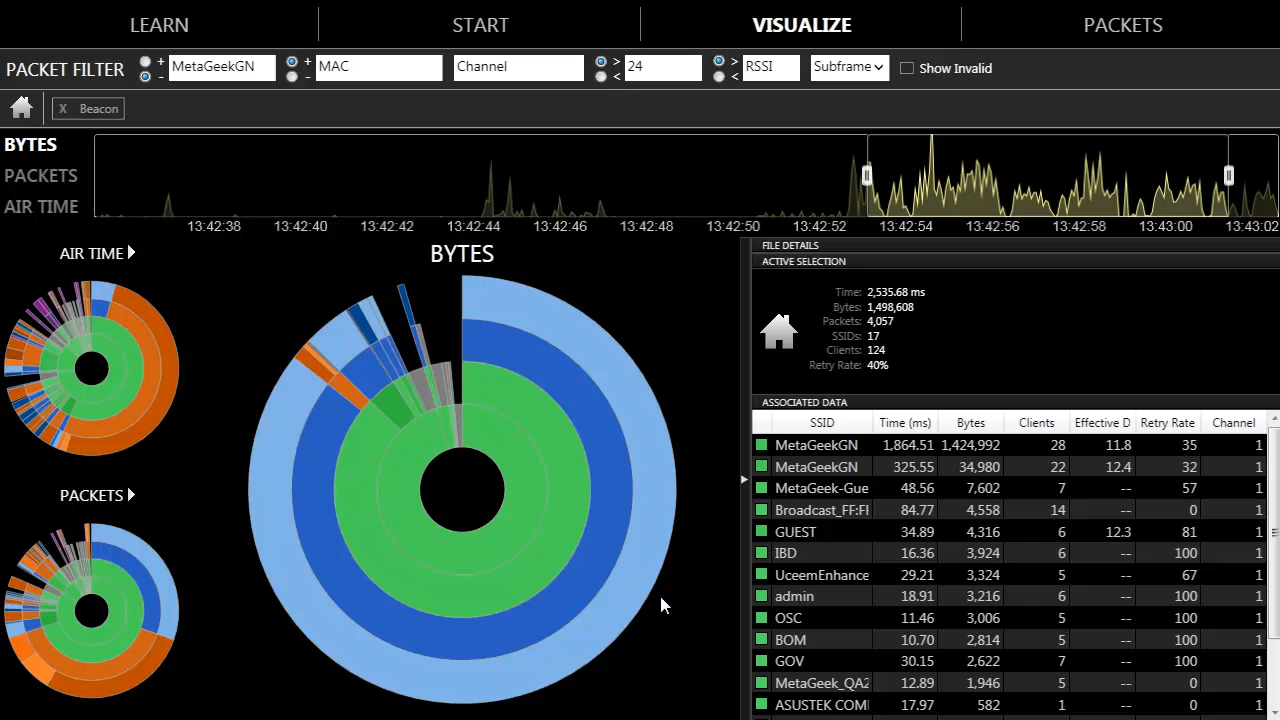 LEARN START VISUALIZE PACKETS
PACKET FILTER + - MetaGeekGN + - MAC Channel > < 24 > < RSSI Subframe Show Invalid
X Beacon
BYTES
PACKETS
AIR TIME
13:42:38 13:42:40 13:42:42 13:42:44 13:42:46 13:42:48 13:42:50 13:42:52 13:42:54 13:42:56 13:42:58 13:43:00 13:43:02
AIR TIME
PACKETS
BYTES
FILE DETAILS
ACTIVE SELECTION
Time: 2,535.68 ms
Bytes: 1,498,608
Packets: 4,057
SSIDs: 17
Clients: 124
Retry Rate: 40%
ASSOCIATED DATA
SSID Time (ms) Bytes Clients Effective D Retry Rate Channel
MetaGeekGN 1,864.51 1,424,992 28 11.8 35 1
MetaGeekGN 325.55 34,980 22 12.4 32 1
MetaGeek-Gue 48.56 7,602 7 -- 57 1
Broadcast_FF:FI 84.77 4,558 14 -- 0 1
GUEST 34.89 4,316 6 12.3 81 1
IBD 16.36 3,924 6 -- 100 1
UceemEnhance 29.21 3,324 5 -- 67 1
admin 18.91 3,216 6 -- 100 1
OSC 11.46 3,006 5 -- 100 1
BOM 10.70 2,814 5 -- 100 1
GOV 30.15 2,622 7 -- 100 1
MetaGeek_QA2 12.89 1,946 5 -- 0 1
ASUSTEK COMI 17.97 582 1 -- 0 1